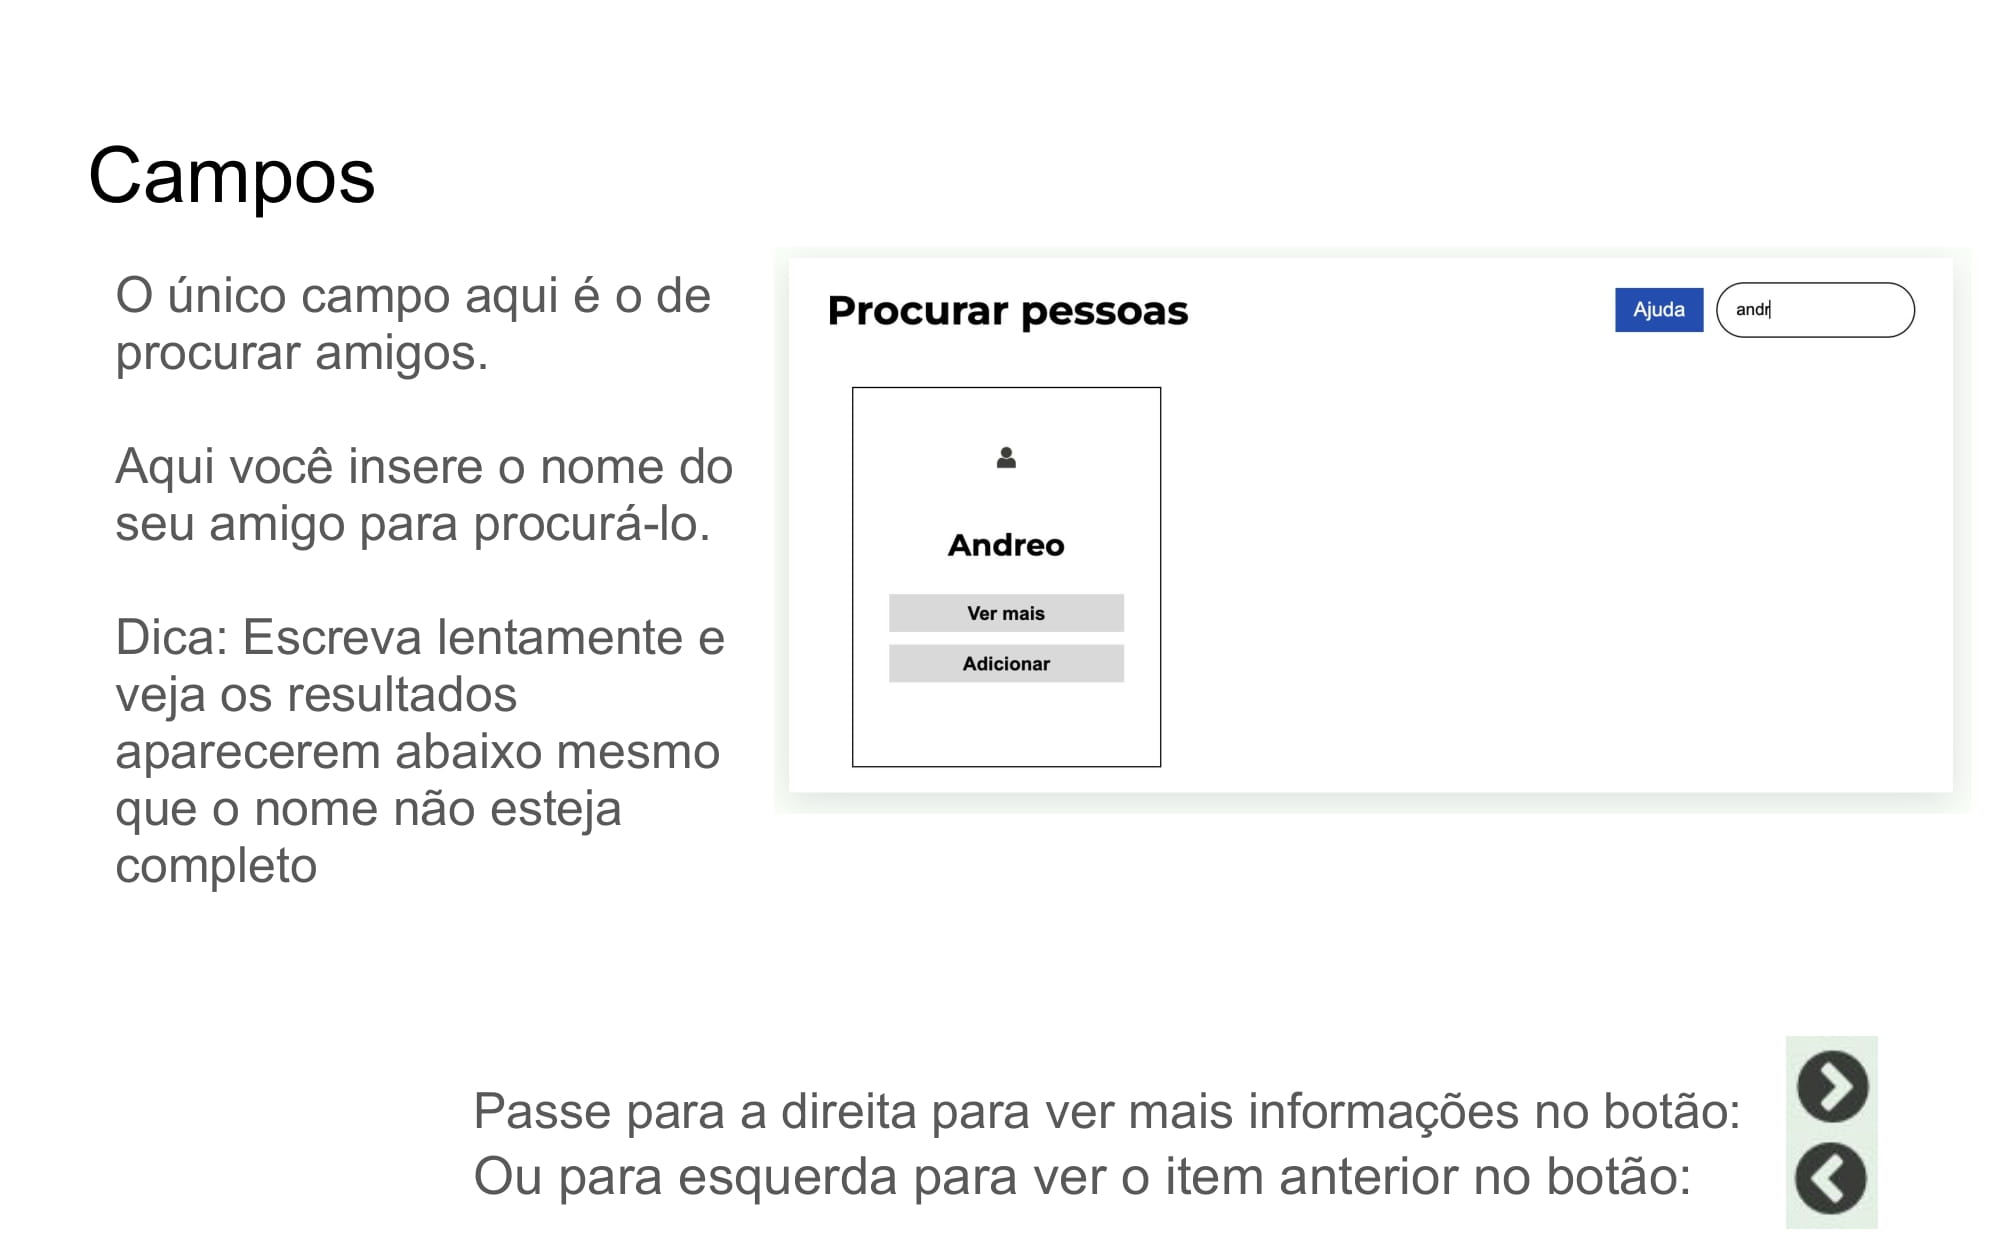 Campos
O único campo aqui é o de
procurar amigos.
Aqui você insere o nome do
seu amigo para procurá-lo.
Dica: Escreva lentamente e
veja os resultados
aparecerem abaixo mesmo
que o nome não esteja
completo
Procurar pessoas
Ajuda
andr
Andreo
Ver mais
Adicionar
Passe para a direita para ver mais informações no botão:
Ou para esquerda para ver o item anterior no botão: